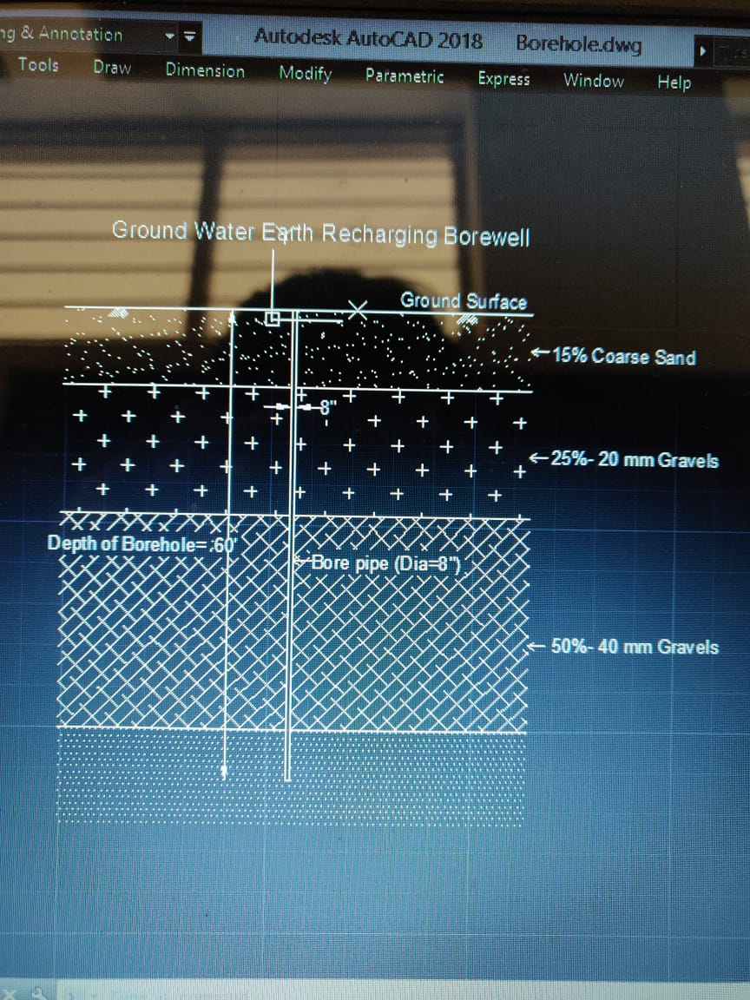 ng & Annotation
Autodesk AutoCAD 2018 Borehole.dwg
Tools Draw Dimension Modify Parametric Express Window Help
Ground Water Earth Recharging Borewell
Ground Surface
15% Coarse Sand
8"
25%- 20 mm Gravels
Depth of Borehole= 60'
Bore pipe (Dia=8")
50%- 40 mm Gravels